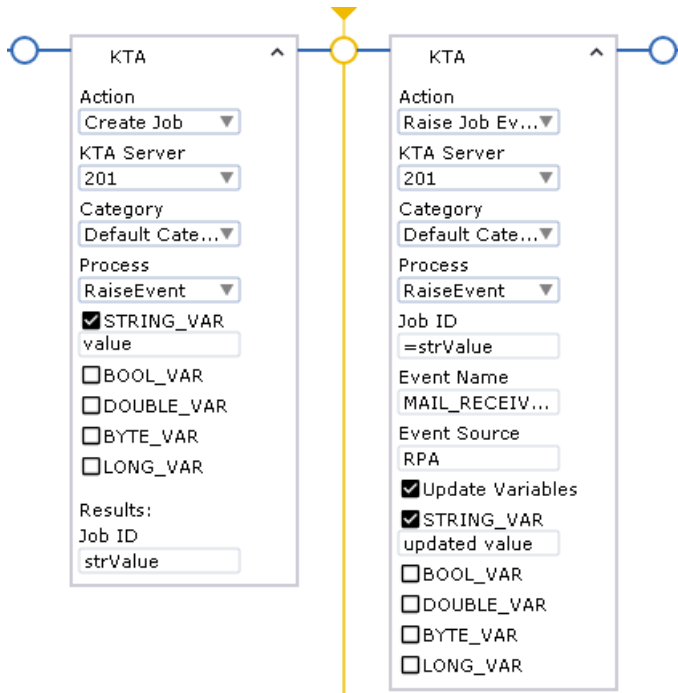 KTA
Action
Create Job
KTA Server
201
Category
Default Cate...
Process
RaiseEvent
STRING_VAR
value
BOOL_VAR
DOUBLE_VAR
BYTE_VAR
LONG_VAR
Results:
Job ID
strValue
KTA
Action
Raise Job Ev...
KTA Server
201
Category
Default Cate...
Process
RaiseEvent
Job ID
=strValue
Event Name
MAIL_RECEIV...
Event Source
RPA
Update Variables
STRING_VAR
updated value
BOOL_VAR
DOUBLE_VAR
BYTE_VAR
LONG_VAR